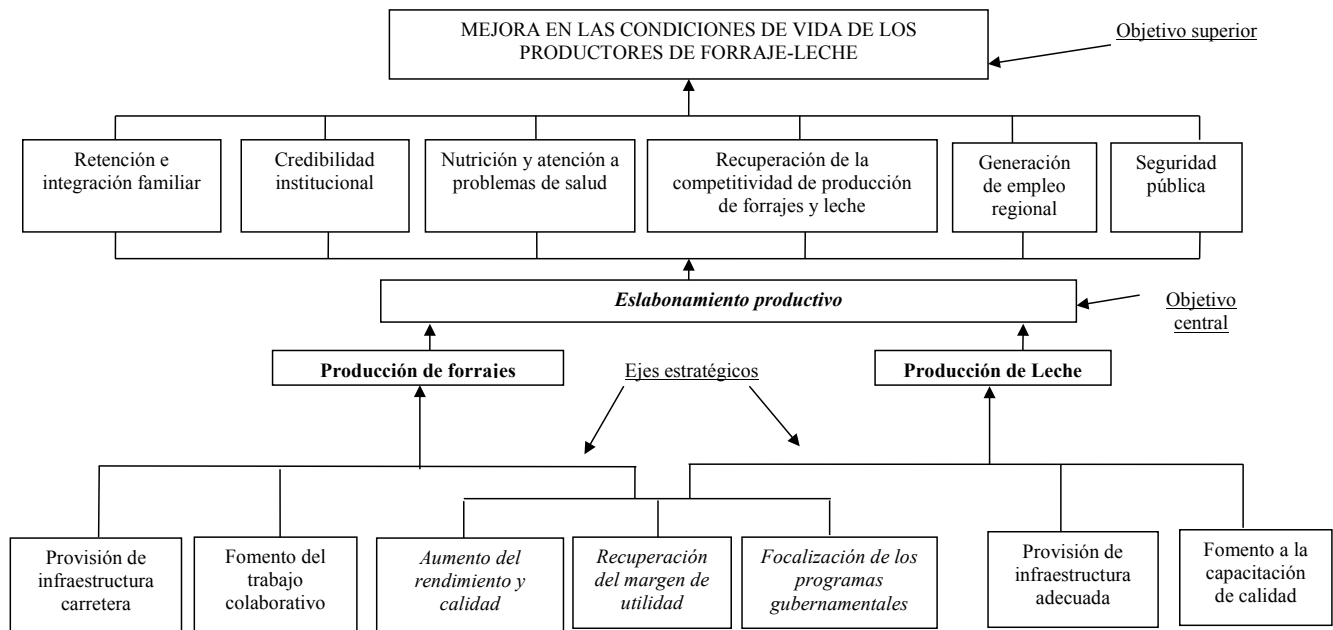 MEJORA EN LAS CONDICIONES DE VIDA DE LOS
PRODUCTORES DE FORRAJE-LECHE
Objetivo superior
Retención e
integración familiar
Credibilidad
institucional
Nutrición y atención a
problemas de salud
Recuperación de la
competitividad de producción
de forrajes y leche
Generación
de empleo
regional
Seguridad
pública
Eslabonamiento productivo
Objetivo
central
Producción de forrajes
Ejes estratégicos
Producción de Leche
Provisión de
infraestructura
carretera
Fomento del
trabajo
colaborativo
Aumento del
rendimiento y
calidad
Recuperación
del margen de
utilidad
Focalización de los
programas
gubernamentales
Provisión de
infraestructura
adecuada
Fomento a la
capacitación
de calidad